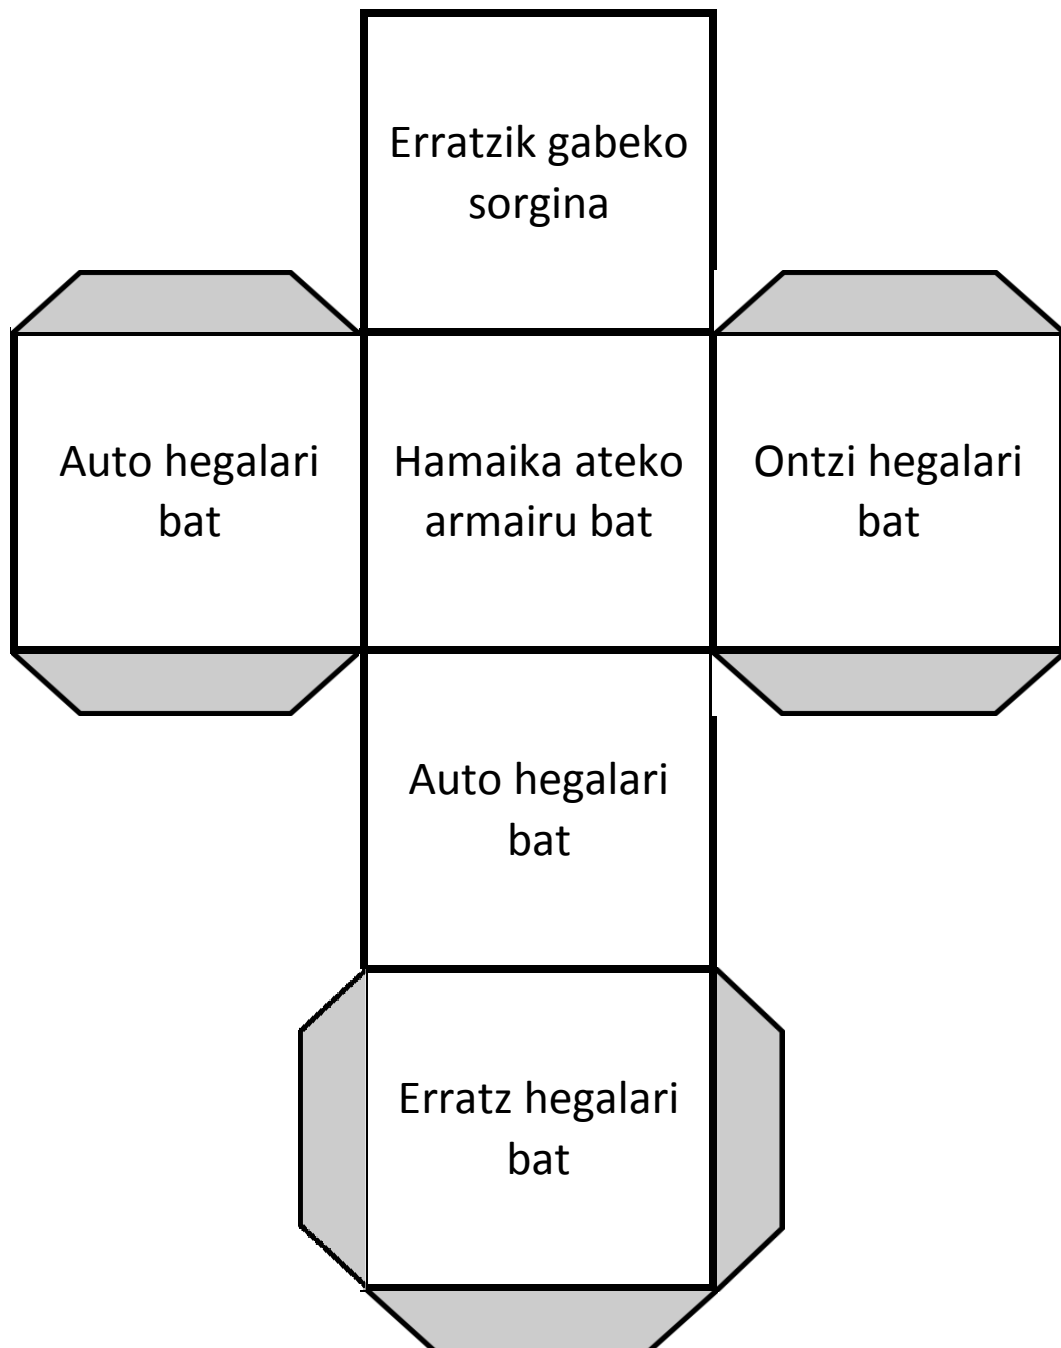 Erratzik gabeko
sorgina
Auto hegalari
bat
Hamaika ateko
armairu bat
Ontzi hegalari
bat
Auto hegalari
bat
Erratz hegalari
bat